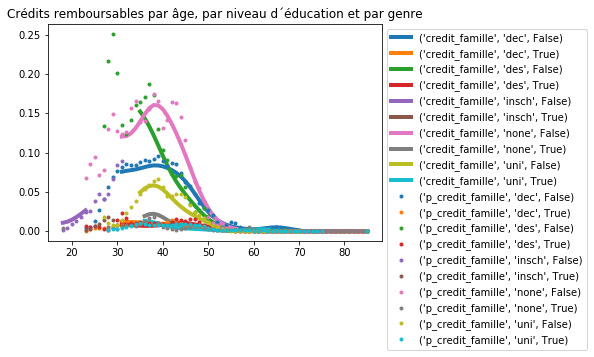 Crédits remboursables par âge, par niveau d´éducation et par genre
0.25
0.20
0.15
0.10
0.05
0.00
20 30 40 50 60 70 80
('credit_famille', 'dec', False)
('credit_famille', 'dec', True)
('credit_famille', 'des', False)
('credit_famille', 'des', True)
('credit_famille', 'insch', False)
('credit_famille', 'insch', True)
('credit_famille', 'none', False)
('credit_famille', 'none', True)
('credit_famille', 'uni', False)
('credit_famille', 'uni', True)
('p_credit_famille', 'dec', False)
('p_credit_famille', 'dec', True)
('p_credit_famille', 'des', False)
('p_credit_famille', 'des', True)
('p_credit_famille', 'insch', False)
('p_credit_famille', 'insch', True)
('p_credit_famille', 'none', False)
('p_credit_famille', 'none', True)
('p_credit_famille', 'uni', False)
('p_credit_famille', 'uni', True)